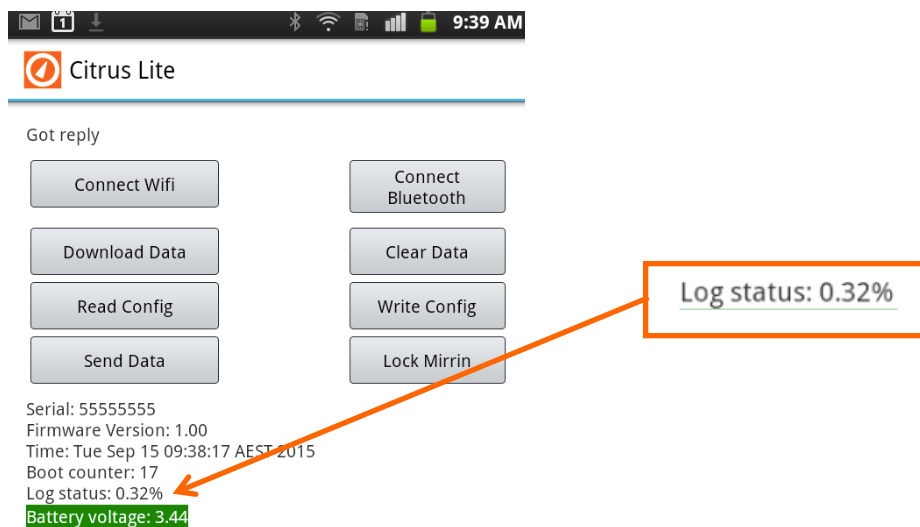 1
9:39 AM
Citrus Lite
Got reply
Connect Wifi
Connect
Bluetooth
Download Data
Clear Data
Read Config
Write Config
Send Data
Lock Mirrin
Serial: 55555555
Firmware Version: 1.00
Time: Tue Sep 15 09:38:17 AEST 2015
Boot counter: 17
Log status: 0.32%
Battery voltage: 3.44
Log status: 0.32%